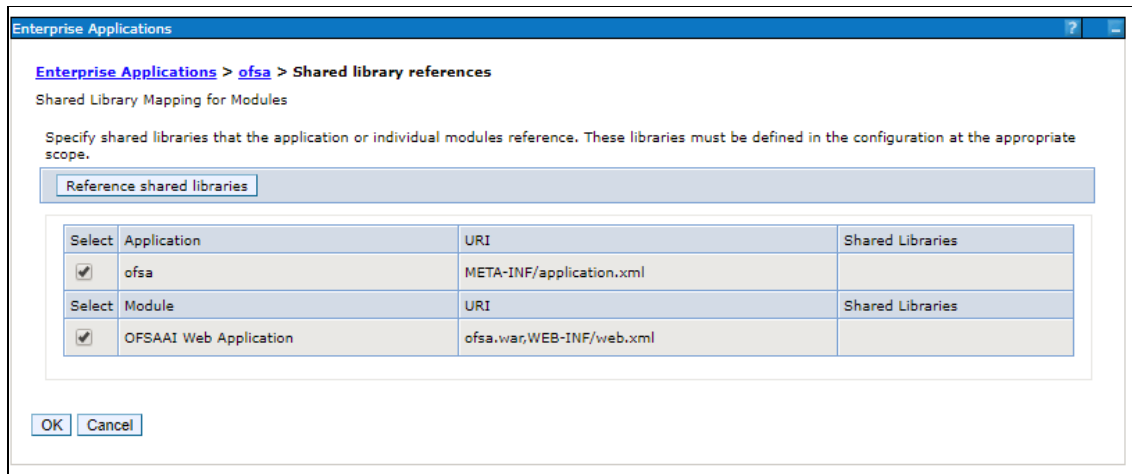 Enterprise Applications ? –
Enterprise Applications > ofsa > Shared library references
Shared Library Mapping for Modules
Specify shared libraries that the application or individual modules reference. These libraries must be defined in the configuration at the appropriate
scope.
Reference shared libraries
Select Application URI Shared Libraries
ofsa META-INF/application.xml
Select Module URI Shared Libraries
OFSAAI Web Application ofsa.war,WEB-INF/web.xml
OK Cancel